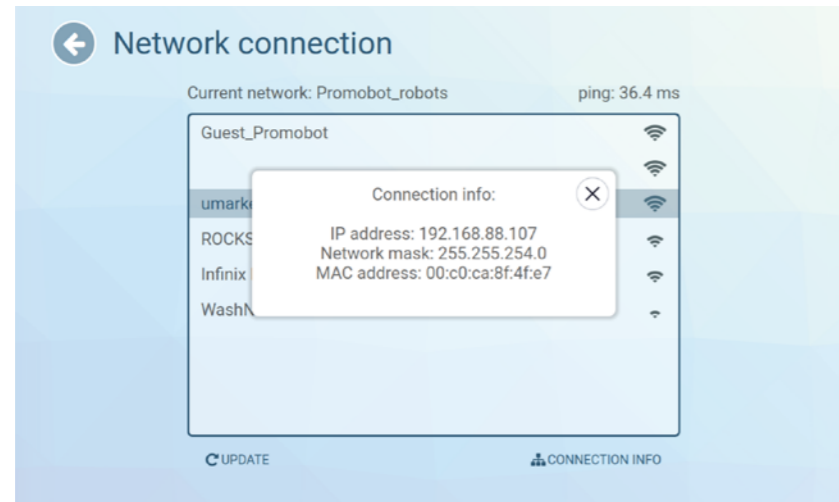 Network connection
Current network: Promobot_robots ping: 36.4 ms
Guest_Promobot
Connection info:
IP address: 192.168.88.107
Network mask: 255.255.254.0
MAC address: 00:c0:ca:8f:4f:e7
Infinix
UPDATE CONNECTION INFO